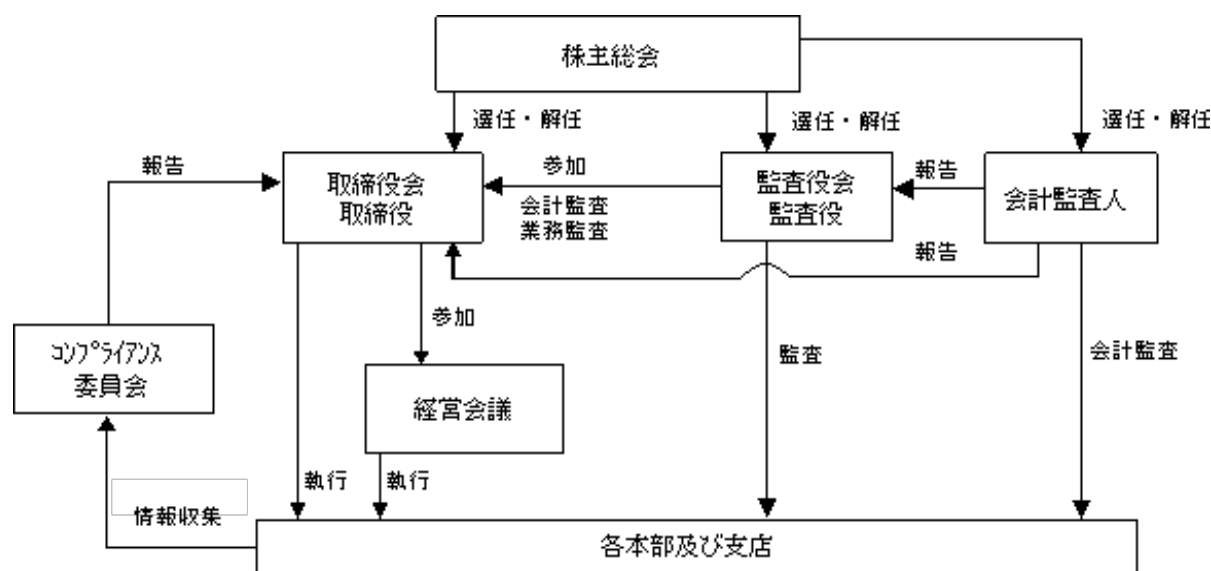 株主総会
選任・解任
選任・解任
選任・解任
報告
取締役会
取締役
参加
会計監査
業務監査
監査役会
監査役
報告
会計監査人
報告
参加
コンプライアンス
委員会
監査
会計監査
経営会議
執行
執行
情報収集
各本部及び支店